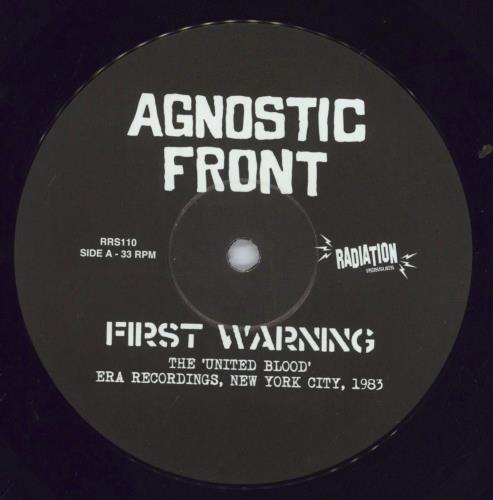 AGNOSTIC
FRONT
RRS110
SIDE A - 33 RPM
RADIATION
FIRST WARNING
THE 'UNITED BLOOD'
ERA RECORDINGS, NEW YORK CITY, 1983